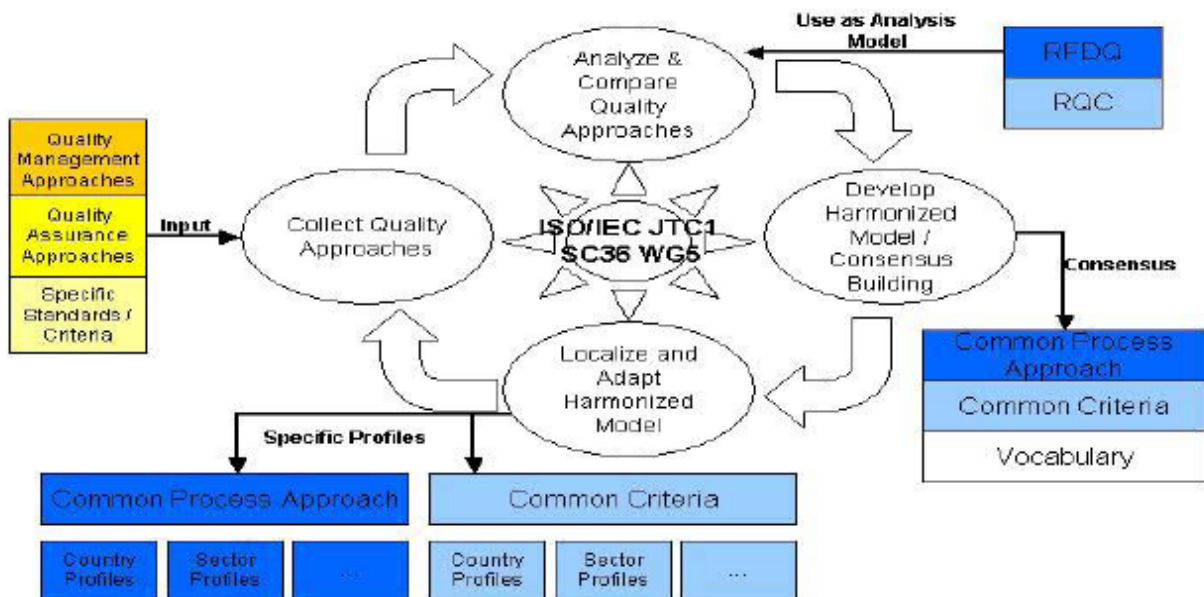 Use as Analysis
Model
RFDQ
RQC
Analyze &
Compare
Quality
Approaches
Quality
Management
Approaches
Quality
Assurance
Approaches
Specific
Standards /
Criteria
Input
Collect Quality
Approaches
ISO/IEC JTC1
SC36 WG5
Develop
Harmonized
Model /
Consensus
Building
Consensus
Common Process
Approach
Common Criteria
Vocabulary
Localize and
Adapt
Harmonized
Model
Specific Profiles
Common Process Approach
Common Criteria
Country
Profiles
Sector
Profiles
...
Country
Profiles
Sector
Profiles
...